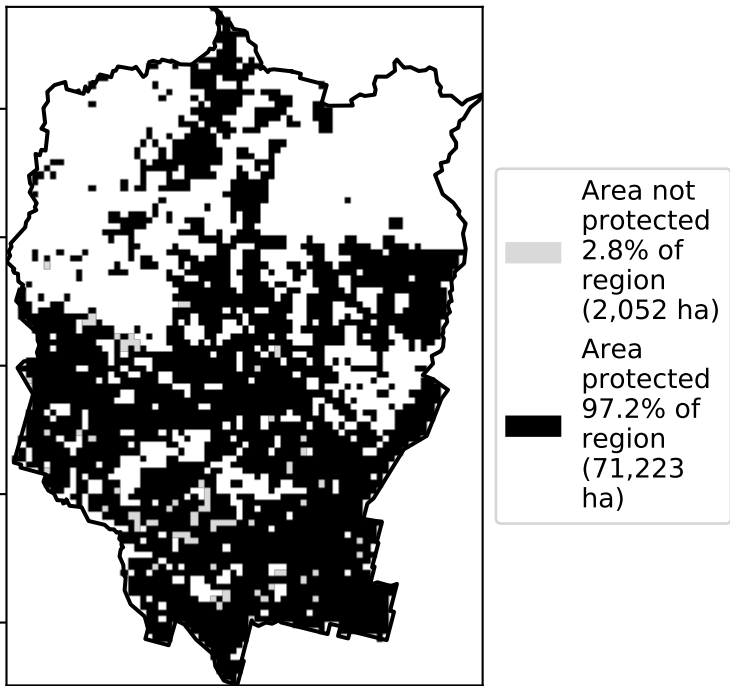 Area not
protected
2.8% of
region
(2,052 ha)
Area
protected
97.2% of
region
(71,223
ha)